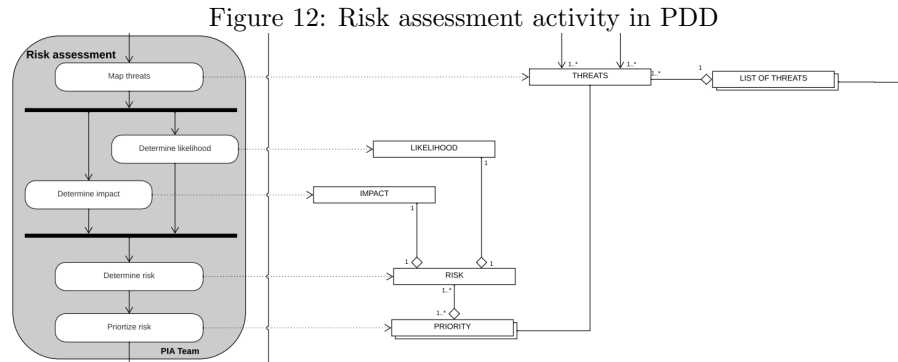 Figure 12: Risk assessment activity in PDD
Risk assessment
Map threats
Determine likelihood
Determine impact
Determine risk
Priortize risk
PIA Team
1..*
1..*
THREATS
1..*
1
LIST OF THREATS
LIKELIHOOD
1
IMPACT
1
1
1
RISK
1..*
1..*
PRIORITY